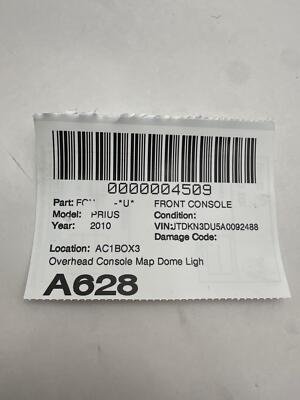 0000004509
Part: -*U* FRONT CONSOLE
Model: PRIUS Condition:
Year: 2010 VIN:JTDKN3DU5A0092488
Damage Code:
Location: AC1BOX3
Overhead Console Map Dome Ligh
A628